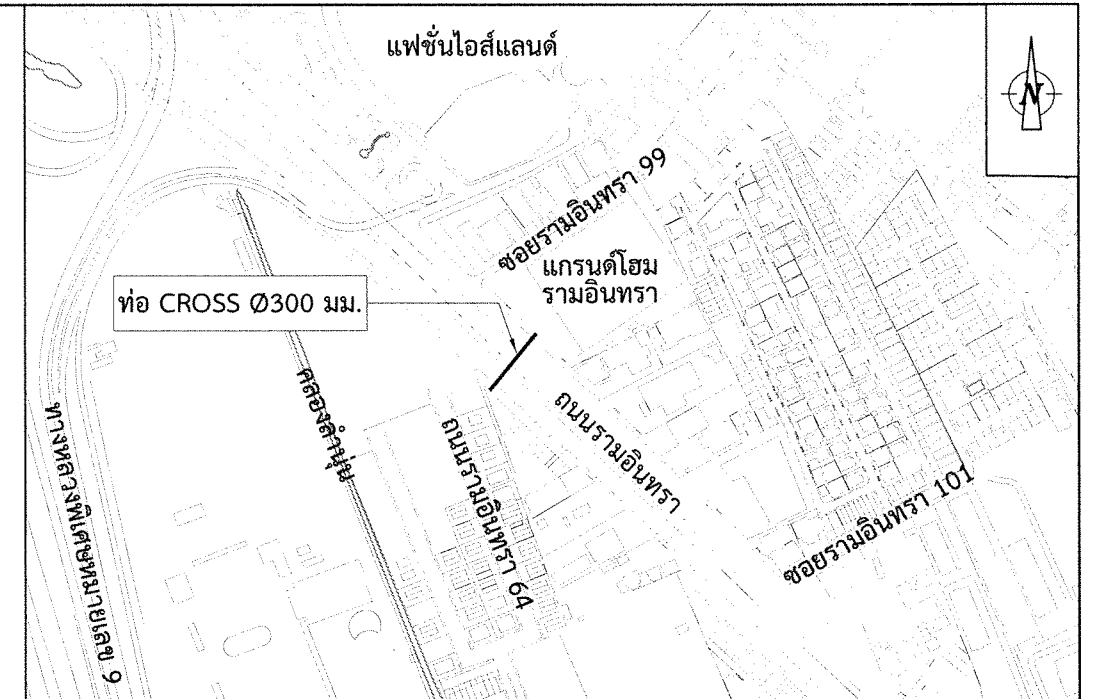 แฟชั่นไอส์แลนด์
N
ซอยรามอินทรา 99
แกรนด์โฮม
รามอินทรา
ท่อ CROSS Ø300 มม.
คลองลำนุ่น
ถนนรามอินทรา
ถนนรามอินทรา 64
ทางหลวงพิเศษหมายเลข 9
ซอยรามอินทรา 101